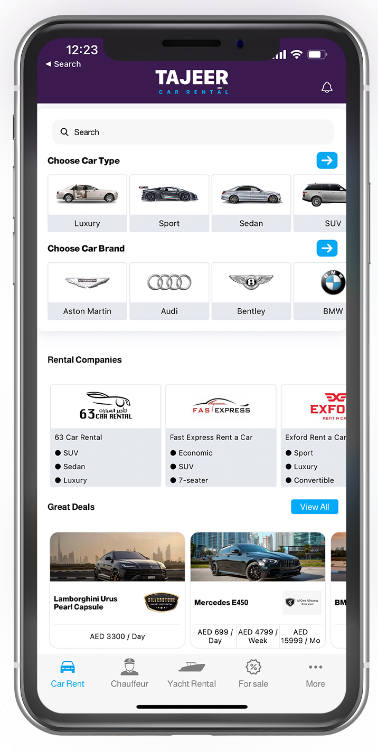 12:23
Search
TAJEER
CAR RENTAL
Search
Choose Car Type
Luxury
Sport
Sedan
SUV
Choose Car Brand
Aston Martin
Audi
Bentley
BMW
Rental Companies
لتأجير السيارات
63 CAR RENTAL
FAST EXPRESS
EXFO
RENT A C
63 Car Rental
SUV
Sedan
Luxury
Fast Express Rent a Car
Economic
SUV
7-seater
Exford Rent a Car
Sport
Luxury
Convertible
Great Deals
View All
Lamborghini Urus
Pearl Capsule
SILVERSTONE
AED 3300 / Day
Mercedes E450
AED 699 /
Day
AED 4799 /
Week
AED
15999 / Mo
BM
Car Rent
Chauffeur
Yacht Rental
For sale
More